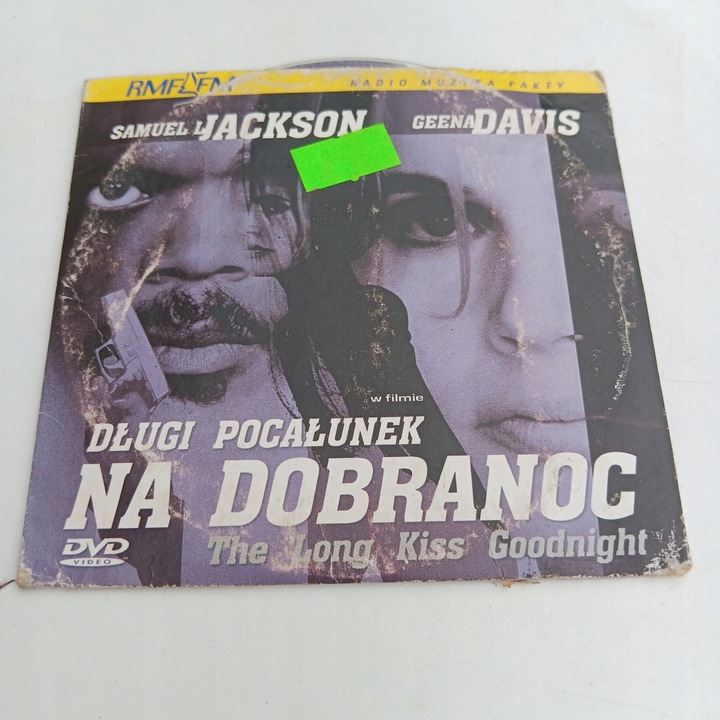 RMF FM
RADIO MUZYKA FAKTY
SAMUEL L. JACKSON GEENA DAVIS
w filmie
DŁUGI POCAŁUNEK
NA DOBRANOC
DVD
VIDEO
The Long Kiss Goodnight